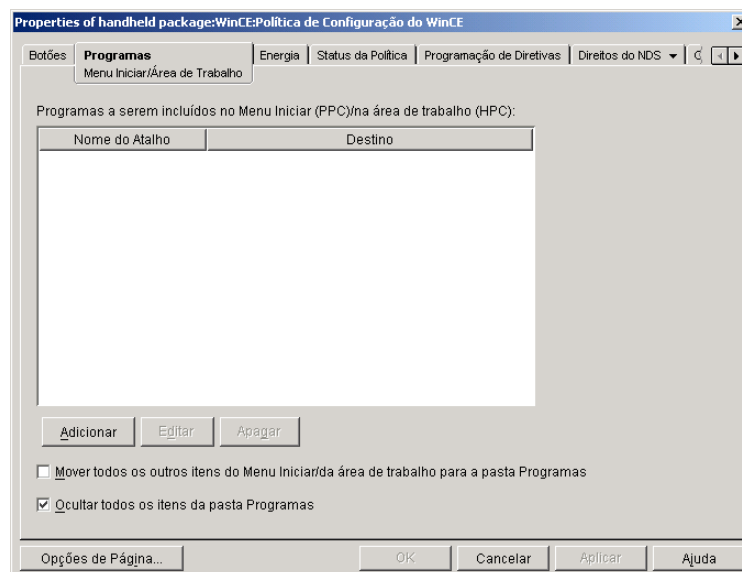 Properties of handheld package:WinCE:Política de Configuração do WinCE
Botões Programas Energia Status da Política Programação de Diretivas Direitos do NDS
Menu Iniciar/Área de Trabalho
Programas a serem incluídos no Menu Iniciar (PPC)/na área de trabalho (HPC):
Nome do Atalho Destino
Adicionar Editar Apagar
Mover todos os outros itens do Menu Iniciar/da área de trabalho para a pasta Programas
Ocultar todos os itens da pasta Programas
Opções de Página... OK Cancelar Aplicar Ajuda